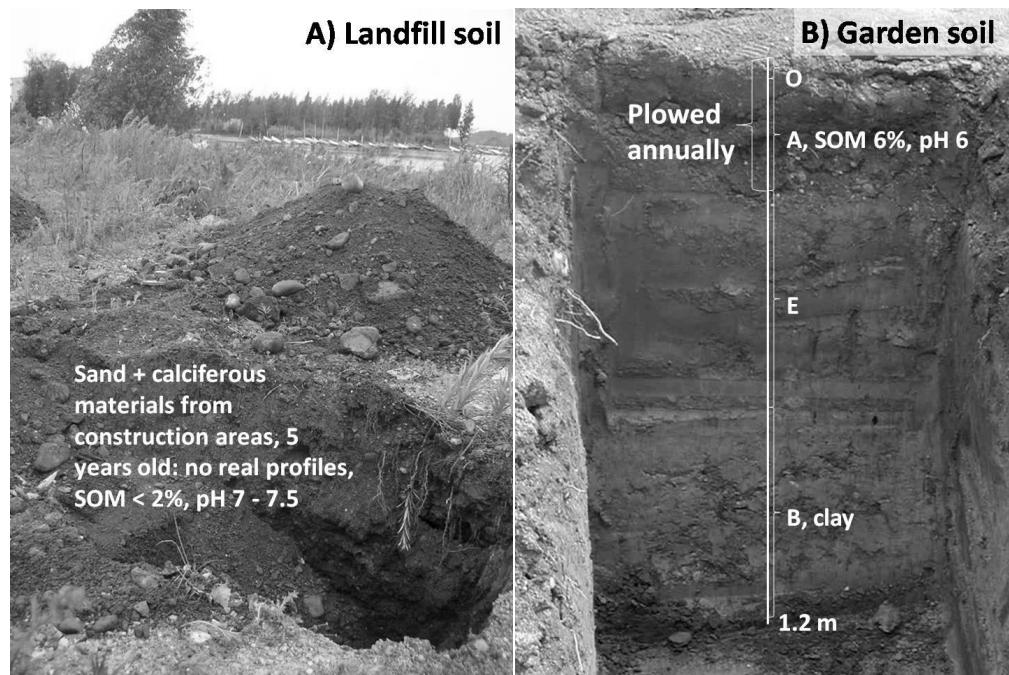 A) Landfill soil
Sand + calciferous
materials from
construction areas, 5
years old: no real profiles,
SOM < 2%, pH 7 - 7.5
B) Garden soil
O
Plowed
annually
A, SOM 6%, pH 6
E
B, clay
1.2 m